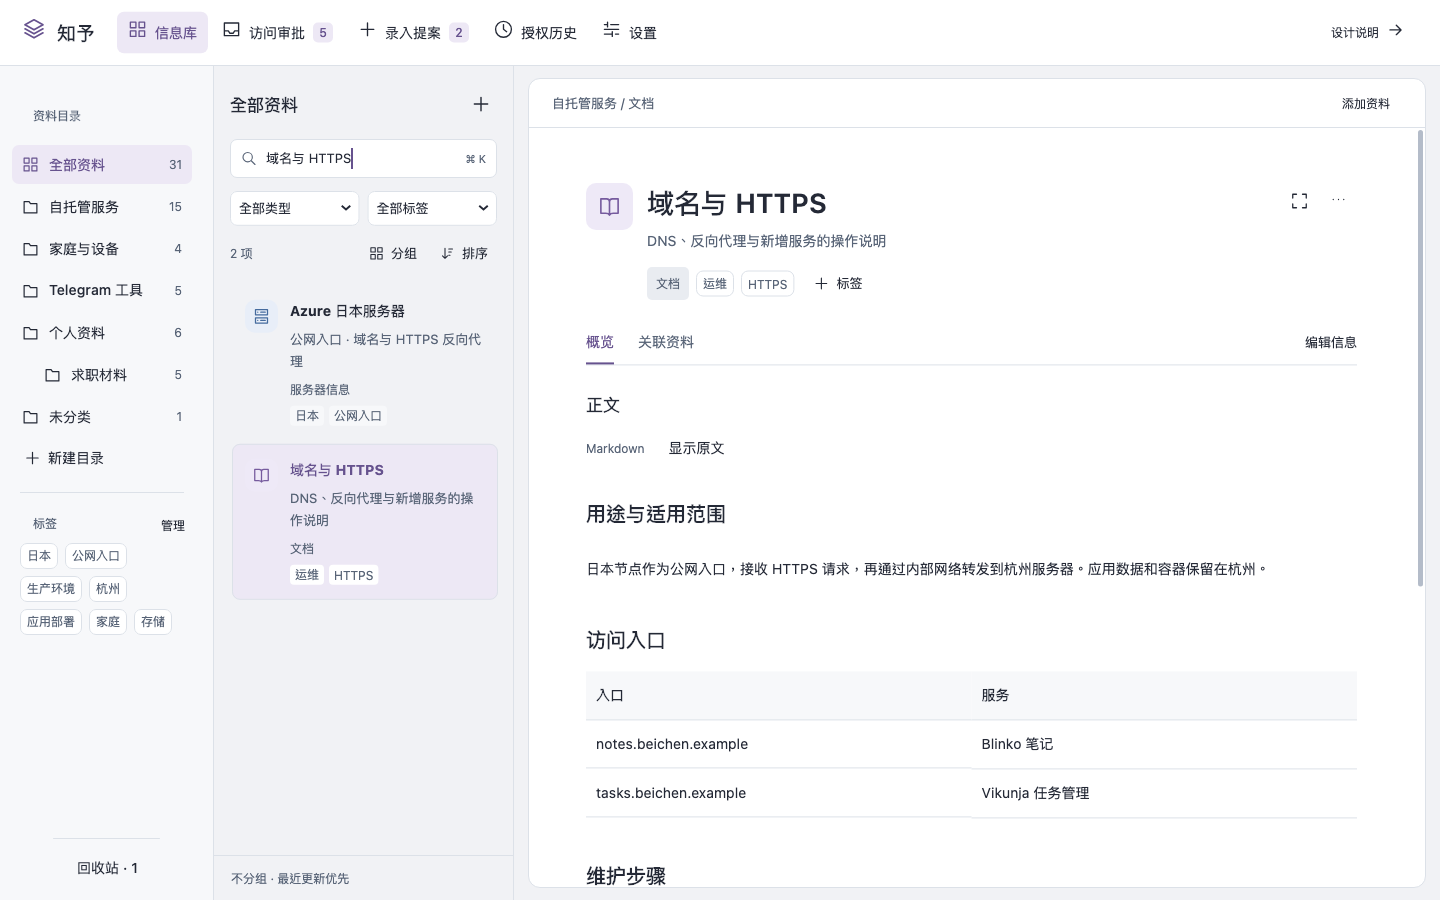 知予
信息库
访问审批 5
录入提案 2
授权历史
设置
设计说明
资料目录
全部资料 31
自托管服务 15
家庭与设备 4
Telegram 工具 5
个人资料 6
求职材料 5
未分类 1
新建目录
标签 管理
日本 公网入口
生产环境 杭州
应用部署 家庭 存储
回收站 · 1
全部资料
域名与 HTTPS ⌘ K
全部类型 全部标签
2 项 分组 排序
Azure 日本服务器
公网入口 · 域名与 HTTPS 反向代
理
服务器信息
日本 公网入口
域名与 HTTPS
DNS、反向代理与新增服务的操
作说明
文档
运维 HTTPS
不分组 · 最近更新优先
自托管服务 / 文档 添加资料
域名与 HTTPS ···
DNS、反向代理与新增服务的操作说明
文档 运维 HTTPS 标签
概览 关联资料 编辑信息
正文
Markdown 显示原文
用途与适用范围
日本节点作为公网入口，接收 HTTPS 请求，再通过内部网络转发到杭州服务器。应用数据和容器保留在杭州。
访问入口
入口 服务
notes.beichen.example Blinko 笔记
tasks.beichen.example Vikunja 任务管理
维护步骤